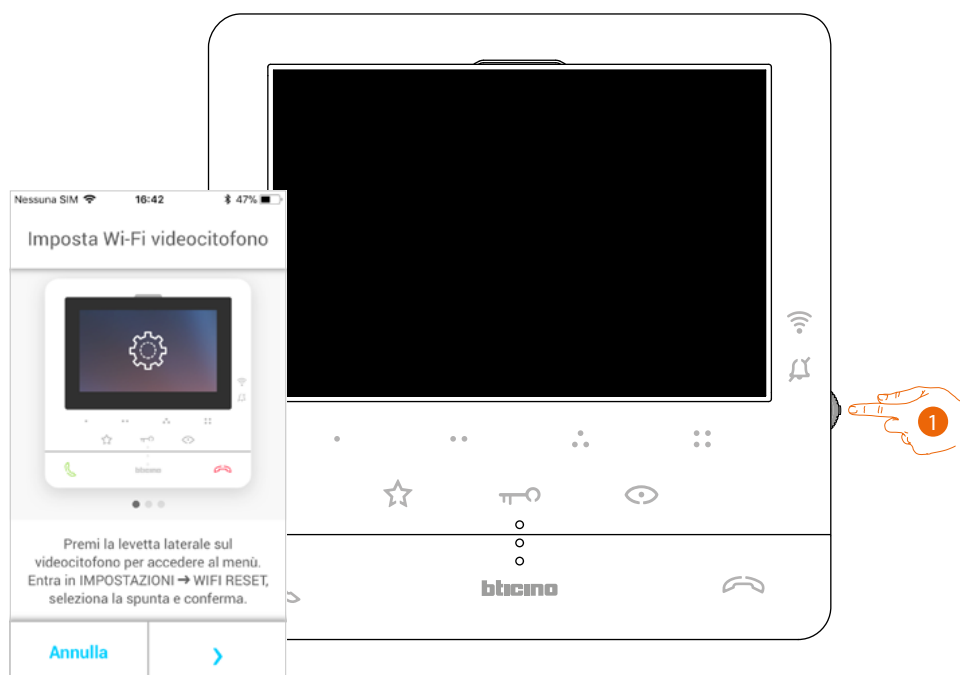 Nessuna SIM 16:42 47%
Imposta Wi-Fi videocitofono
bticino
Premi la levetta laterale sul
videocitofono per accedere al menù.
Entra in IMPOSTAZIONI → WIFI RESET,
seleziona la spunta e conferma.
Annulla
bticino
1